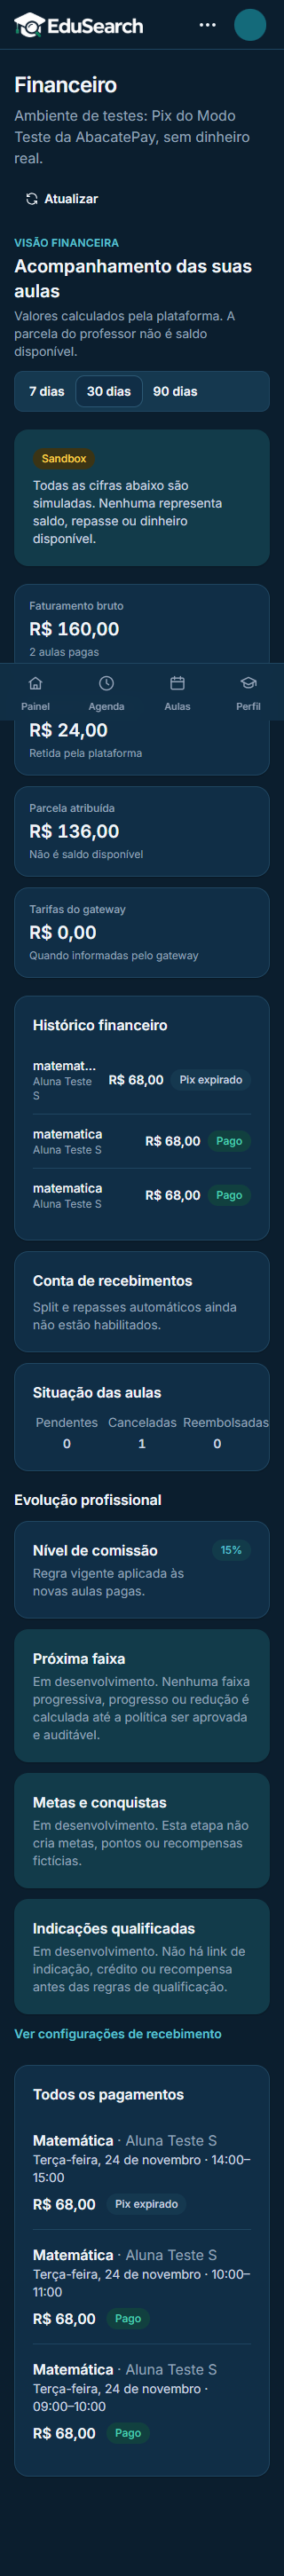 EduSearch
Financeiro
Ambiente de testes: Pix do Modo
Teste da AbacatePay, sem dinheiro
real.
Atualizar
VISÃO FINANCEIRA
Acompanhamento das suas
aulas
Valores calculados pela plataforma. A
parcela do professor não é saldo
disponível.
7 dias 30 dias 90 dias
Sandbox
Todas as cifras abaixo são
simuladas. Nenhuma representa
saldo, repasse ou dinheiro
disponível.
Faturamento bruto
R$ 160,00
2 aulas pagas
Painel Agenda Aulas Perfil
R$ 24,00
Retida pela plataforma
Parcela atribuída
R$ 136,00
Não é saldo disponível
Tarifas do gateway
R$ 0,00
Quando informadas pelo gateway
Histórico financeiro
matemat...
Aluna Teste
S
R$ 68,00 Pix expirado
matematica
Aluna Teste S
R$ 68,00 Pago
matematica
Aluna Teste S
R$ 68,00 Pago
Conta de recebimentos
Split e repasses automáticos ainda
não estão habilitados.
Situação das aulas
Pendentes Canceladas Reembolsadas
0 1 0
Evolução profissional
Nível de comissão 15%
Regra vigente aplicada às
novas aulas pagas.
Próxima faixa
Em desenvolvimento. Nenhuma faixa
progressiva, progresso ou redução é
calculada até a política ser aprovada
e auditável.
Metas e conquistas
Em desenvolvimento. Esta etapa não
cria metas, pontos ou recompensas
fictícias.
Indicações qualificadas
Em desenvolvimento. Não há link de
indicação, crédito ou recompensa
antes das regras de qualificação.
Ver configurações de recebimento
Todos os pagamentos
Matemática · Aluna Teste S
Terça-feira, 24 de novembro · 14:00–
15:00
R$ 68,00 Pix expirado
Matemática · Aluna Teste S
Terça-feira, 24 de novembro · 10:00–
11:00
R$ 68,00 Pago
Matemática · Aluna Teste S
Terça-feira, 24 de novembro ·
09:00–10:00
R$ 68,00 Pago